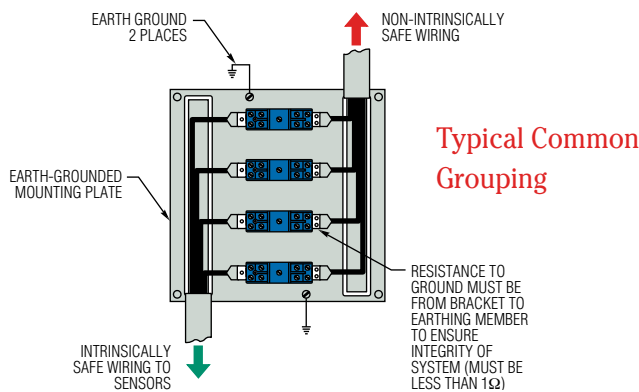 EARTH GROUND
2 PLACES
NON-INTRINSICALLY
SAFE WIRING
Typical Common
Grouping
EARTH-GROUNDED
MOUNTING PLATE
RESISTANCE TO
GROUND MUST BE
FROM BRACKET TO
EARTHING MEMBER
TO ENSURE
INTEGRITY OF
SYSTEM (MUST BE
LESS THAN 1Ω)
INTRINSICALLY
SAFE WIRING TO
SENSORS